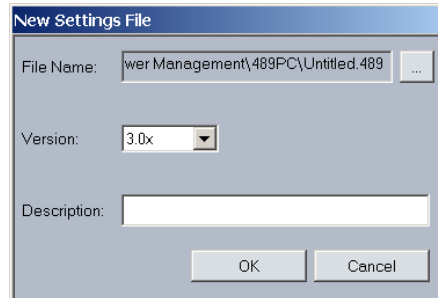 New Settings File
File Name: wer Management\489PC\Untitled.489 ...
Version: 3.0x
Description:
OK Cancel